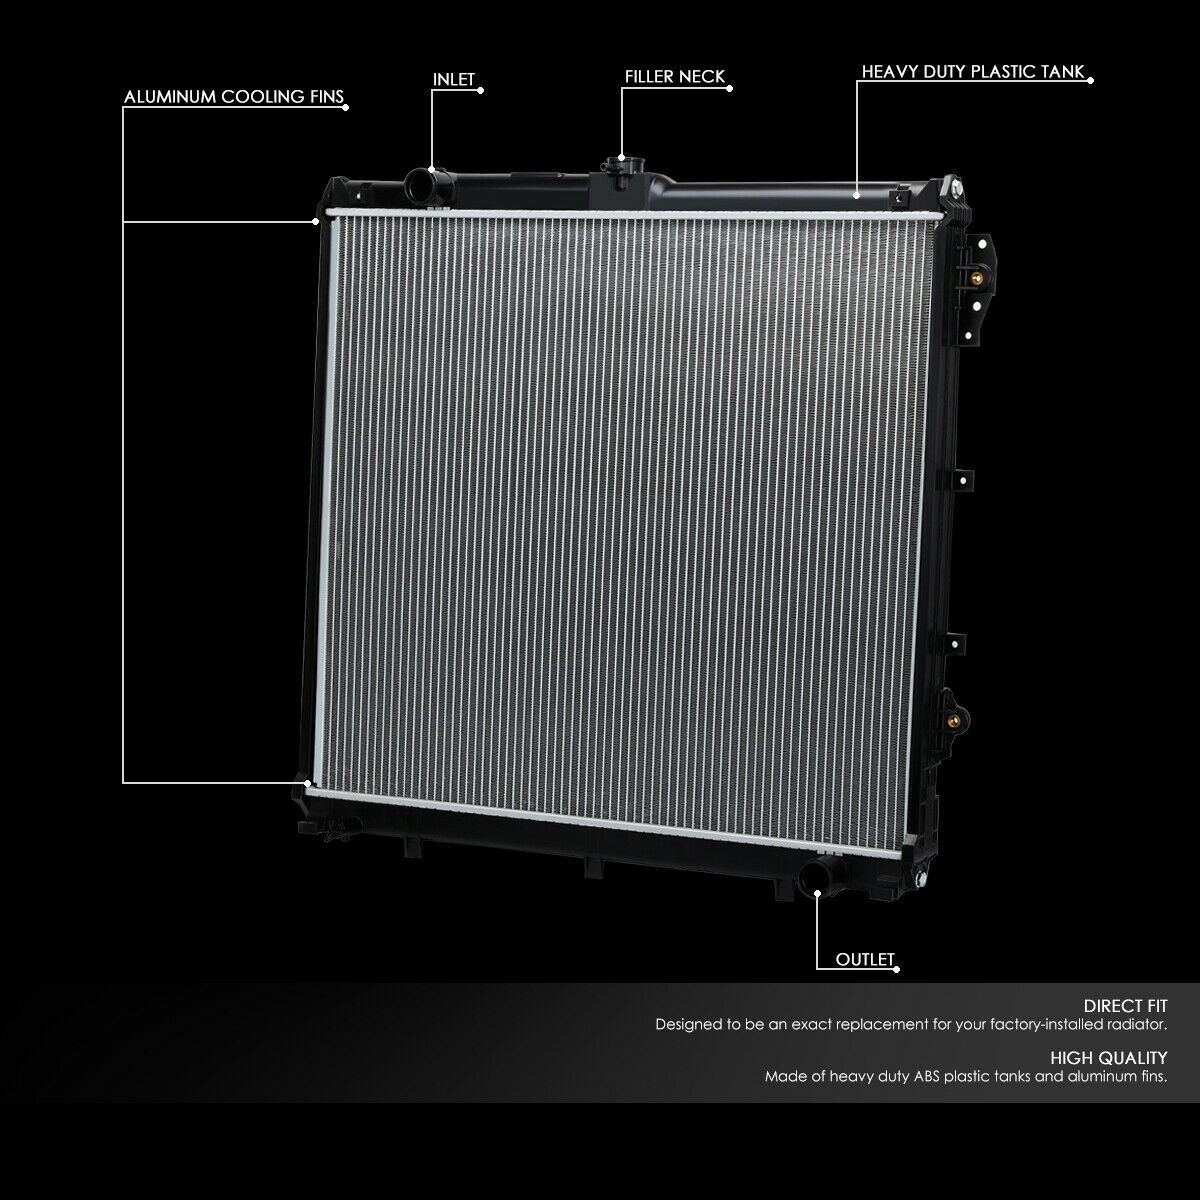 ALUMINUM COOLING FINS
INLET
FILLER NECK
HEAVY DUTY PLASTIC TANK
OUTLET
DIRECT FIT
Designed to be an exact replacement for your factory-installed radiator.
HIGH QUALITY
Made of heavy duty ABS plastic tanks and aluminum fins.